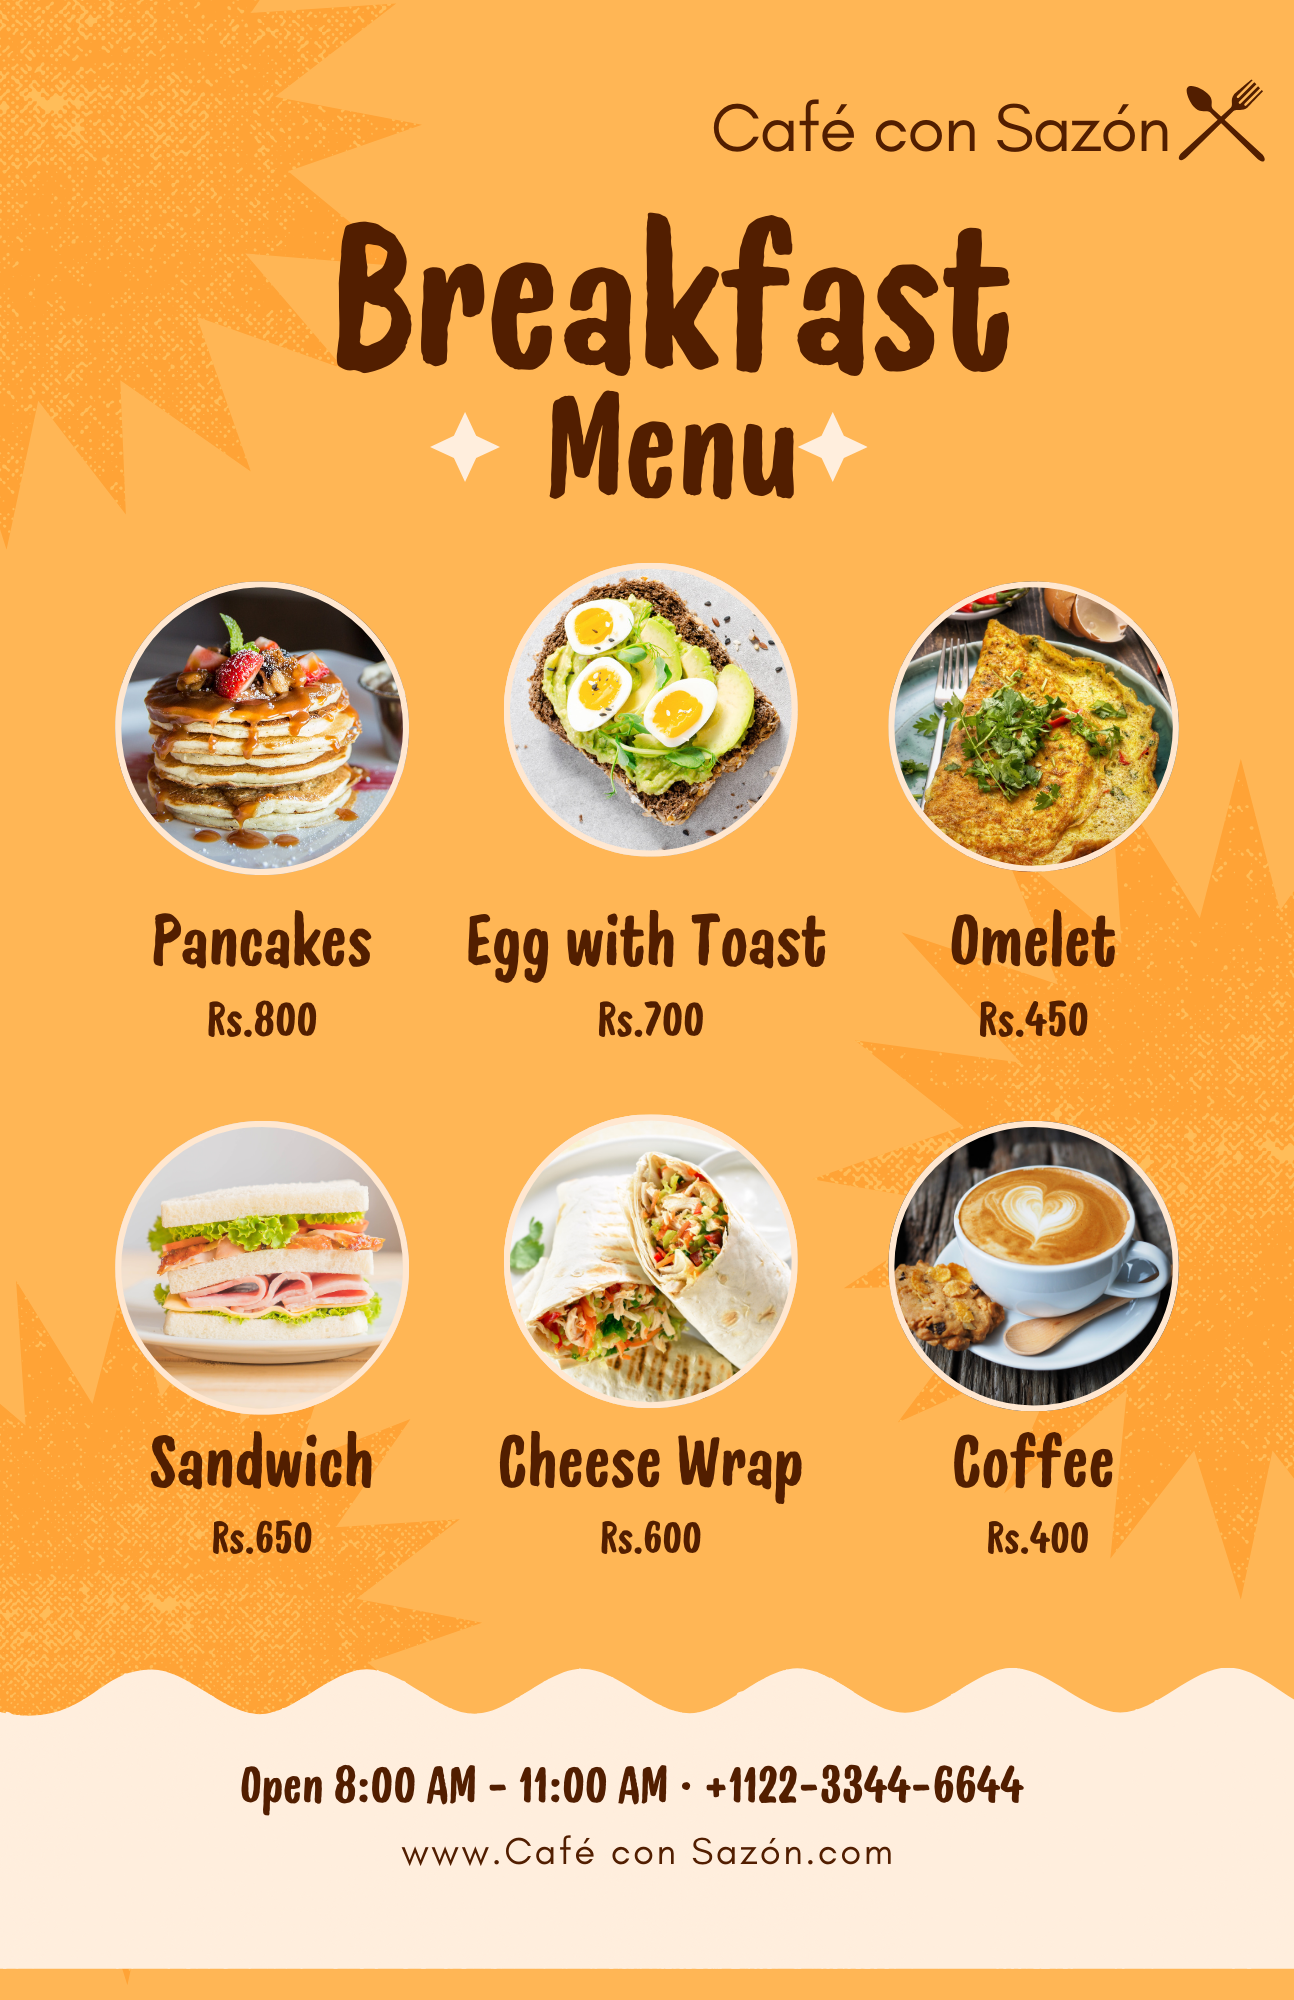 Café con Sazón
Breakfast
Menu
Pancakes
Rs.800
Egg with Toast
Rs.700
Omelet
Rs.450
Sandwich
Rs.650
Cheese Wrap
Rs.600
Coffee
Rs.400
Open 8:00 AM - 11:00 AM • +1122-3344-6644
www.Café con Sazón.com